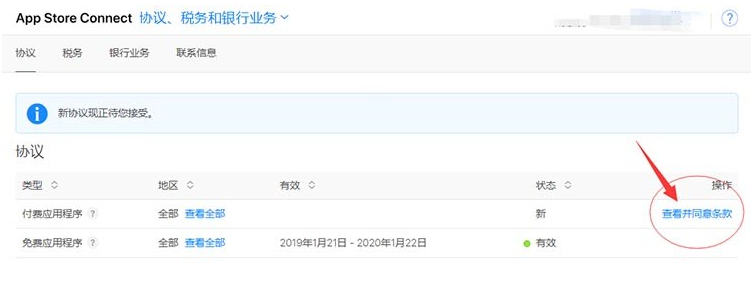 App Store Connect 协议、税务和银行业务
?
协议 税务 银行业务 联系信息
i 新协议现正待您接受。
协议
类型 地区 有效 状态 操作
付费应用程序 ? 全部 查看全部 新 查看并同意条款
免费应用程序 ? 全部 查看全部 2019年1月21日 - 2020年1月22日 有效